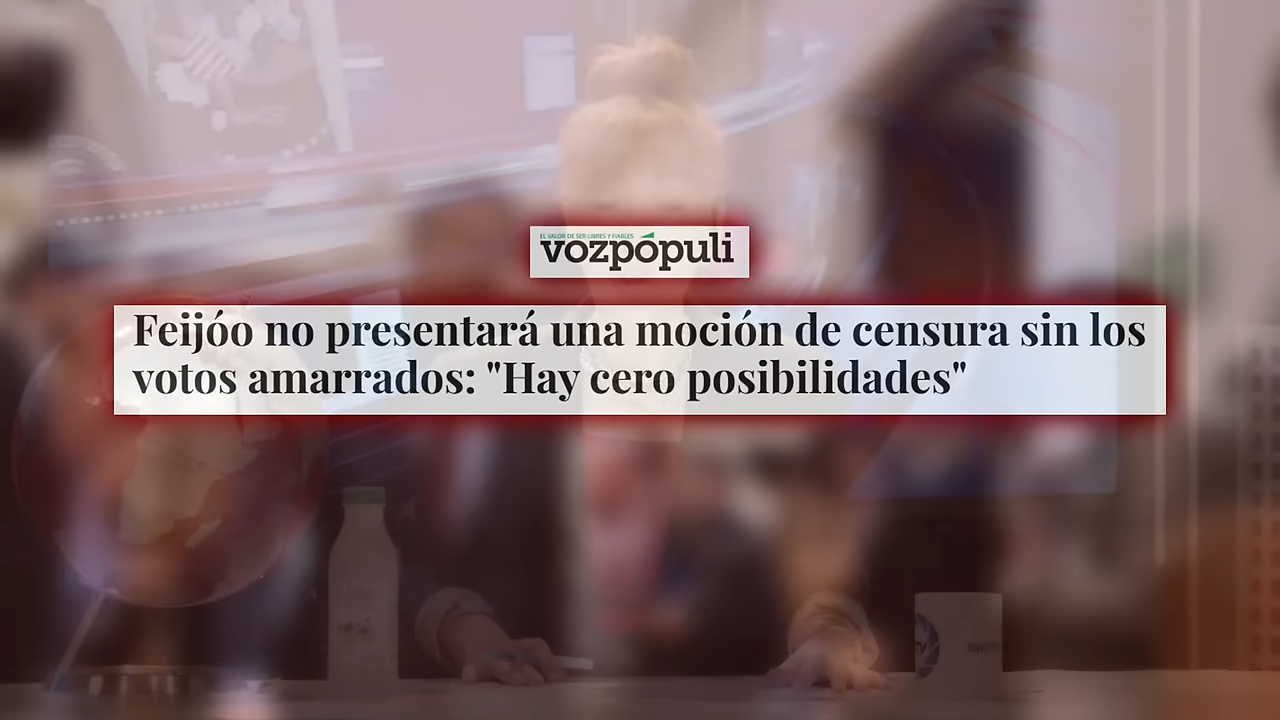 EL VALOR DE SER LIBRES Y FIABLES
vozpópuli
Feijóo no presentará una moción de censura sin los
votos amarrados: "Hay cero posibilidades"
TV